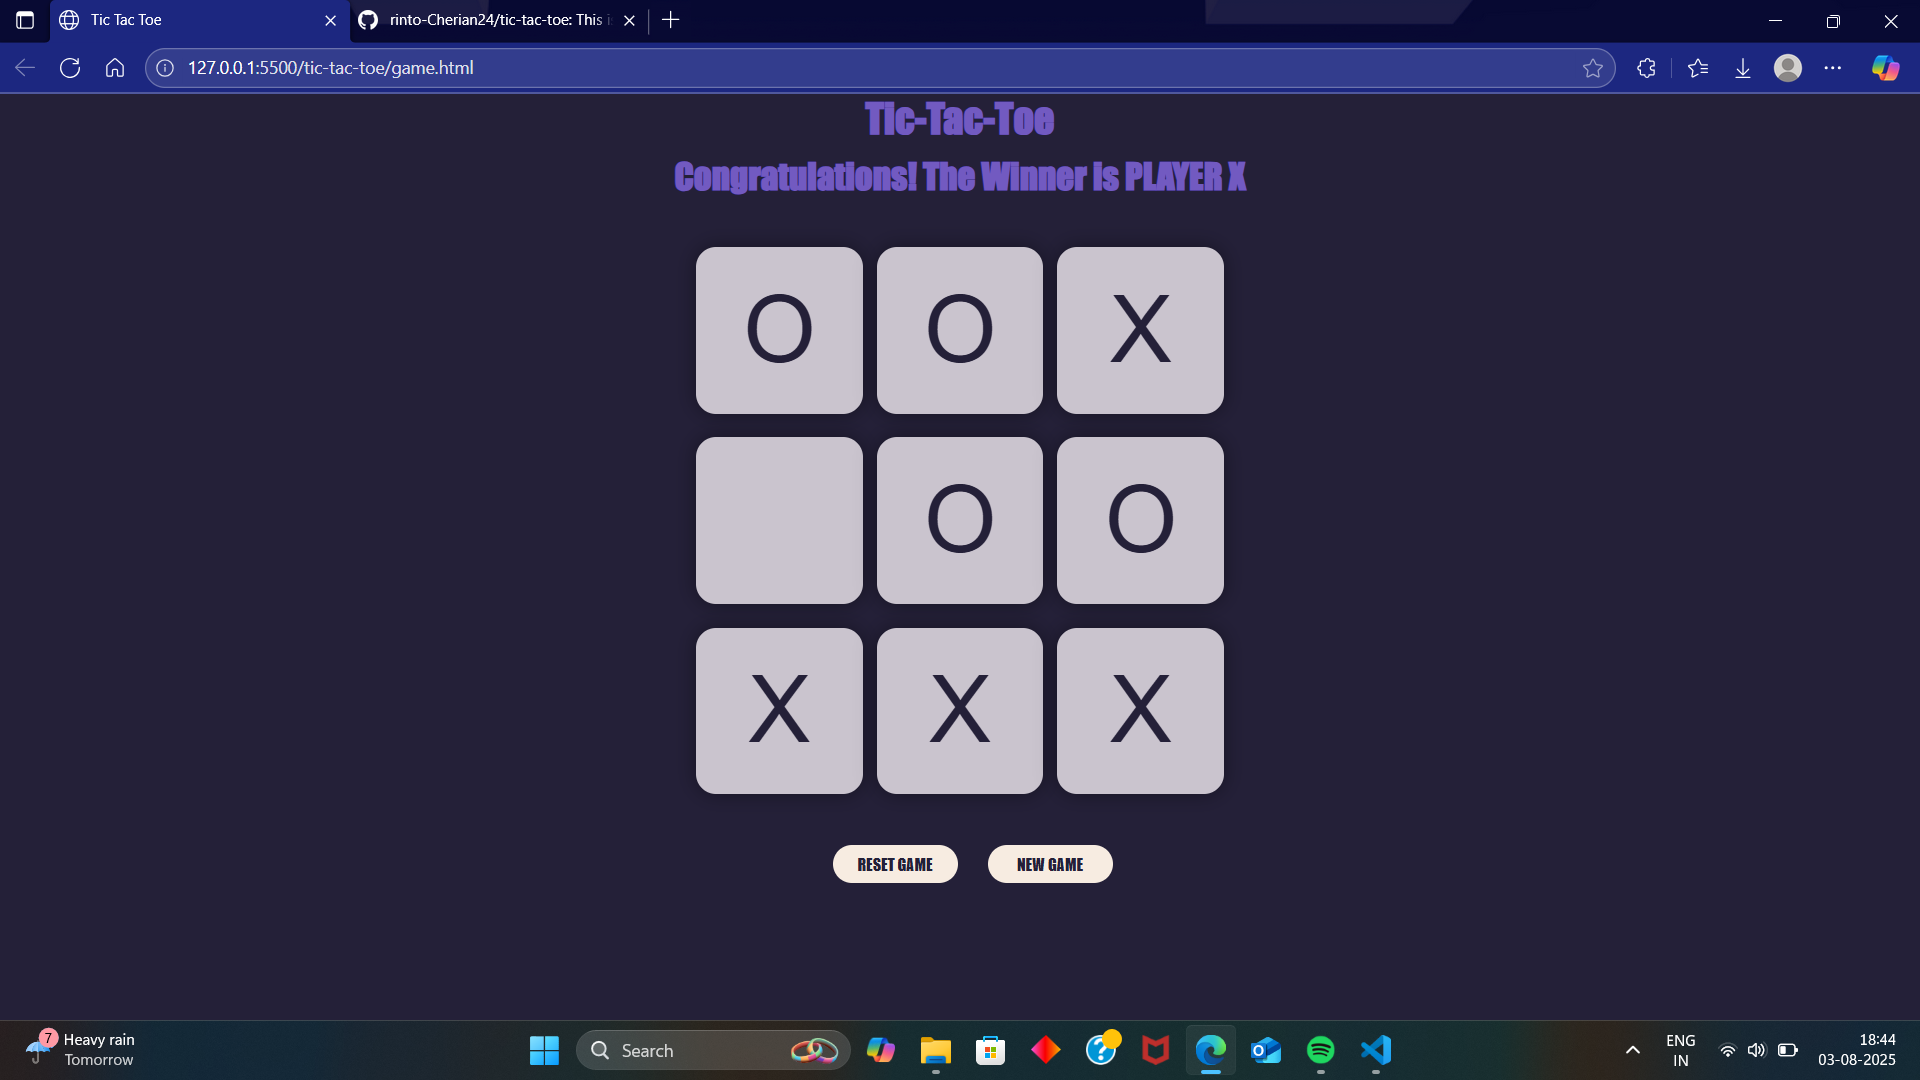 Tic Tac Toe
rinto-Cherian24/tic-tac-toe: This i
127.0.0.1:5500/tic-tac-toe/game.html
Tic-Tac-Toe
Congratulations! The Winner is PLAYER X
O O X
O O
X X X
RESET GAME NEW GAME
7
Heavy rain
Tomorrow
Search
ENG
IN
18:44
03-08-2025